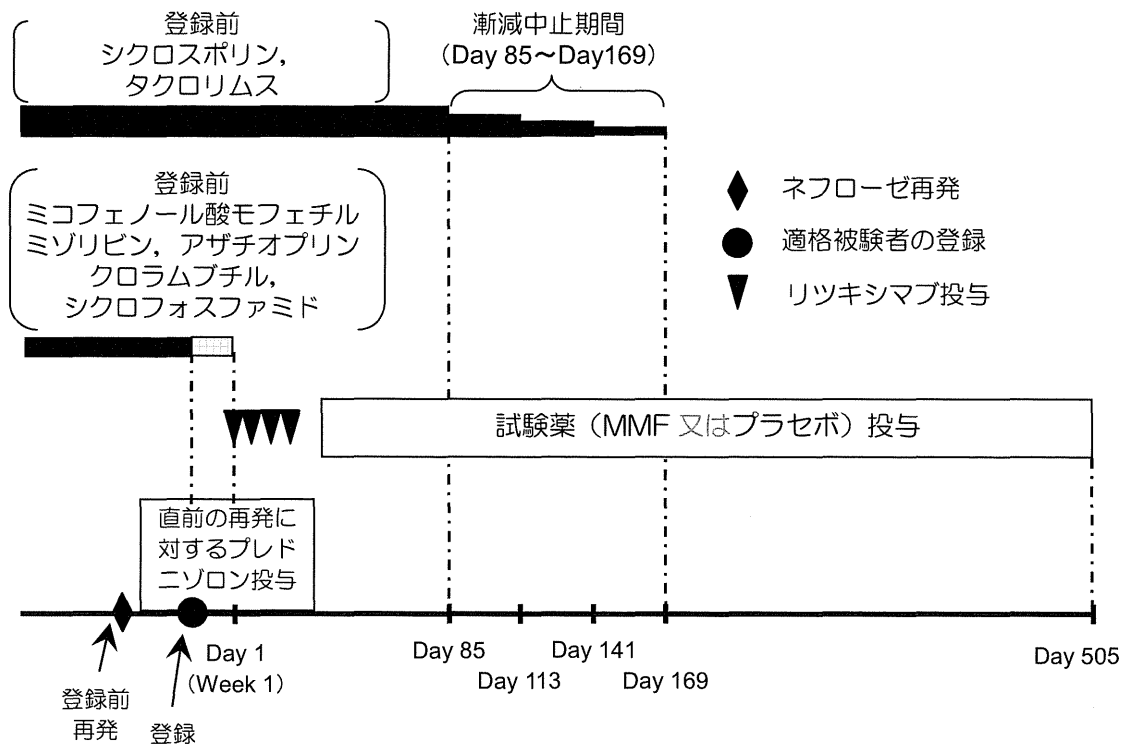 登録前
シクロスポリン，
タクロリムス
漸減中止期間
（Day 85～Day169）
登録前
ミコフェノール酸モフェチル
ミゾリビン，アザチオプリン
クロラムブチル，
シクロフォスファミド
ネフローゼ再発
適格被験者の登録
リツキシマブ投与
試験薬（MMF 又はプラセボ）投与
直前の再発に
対するプレド
ニゾロン投与
Day 1
（Week 1）
Day 85
Day 113
Day 141
Day 169
Day 505
登録前
再発
登録